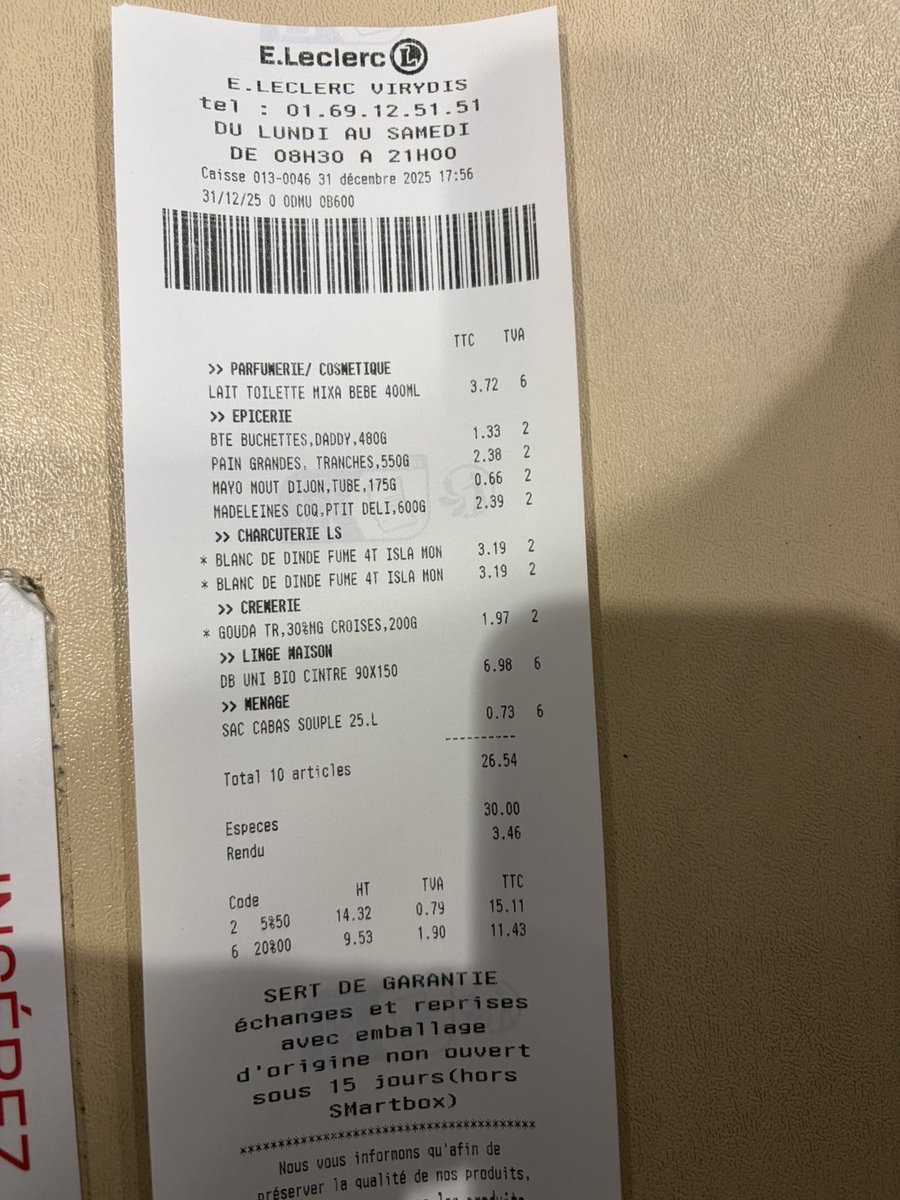 E.Leclerc L
E.LECLERC VIRYDIS
tel : 01.69.12.51.51
DU LUNDI AU SAMEDI
DE 08H30 A 21H00
Caisse 013-0046 31 décembre 2025 17:56
31/12/25 0 ODMU OB600
TTC TVA
>> PARFUMERIE/ COSMETIQUE
LAIT TOILETTE MIXA BEBE 400ML 3.72 6
>> EPICERIE
BTE BUCHETTES,DADDY,480G 1.33 2
PAIN GRANDES, TRANCHES,550G 2.38 2
MAYO MOUT DIJON,TUBE,175G 0.66 2
MADELEINES COQ,PTIT DELI,600G 2.39 2
>> CHARCUTERIE LS
* BLANC DE DINDE FUME 4T ISLA MON 3.19 2
* BLANC DE DINDE FUME 4T ISLA MON 3.19 2
>> CREMERIE
* GOUDA TR,30%MG CROISES,200G 1.97 2
>> LINGE MAISON
DB UNI BIO CINTRE 90X150 6.98 6
>> MENAGE
SAC CABAS SOUPLE 25.L 0.73 6
----------
Total 10 articles 26.54
Especes 30.00
Rendu 3.46
Code HT TVA TTC
2 5%50 14.32 0.79 15.11
6 20%00 9.53 1.90 11.43
SERT DE GARANTIE
échanges et reprises
avec emballage
d'origine non ouvert
sous 15 jours(hors
SMartbox)
****************************************
Nous vous informons qu'afin de
préserver la qualité de nos produits,
INSÉREZ